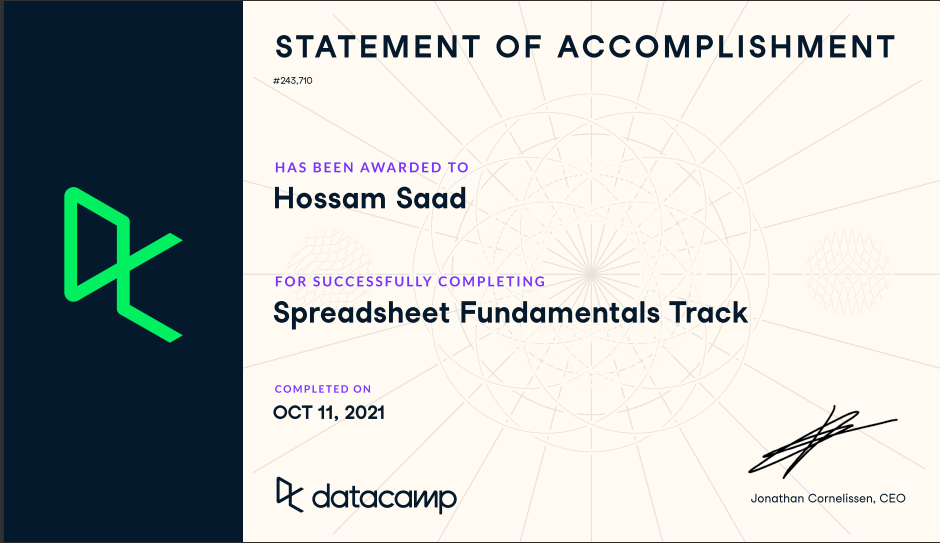 STATEMENT OF ACCOMPLISHMENT
#243,710
HAS BEEN AWARDED TO
Hossam Saad
FOR SUCCESSFULLY COMPLETING
Spreadsheet Fundamentals Track
COMPLETED ON
OCT 11, 2021
datacamp
Jonathan Cornelissen, CEO